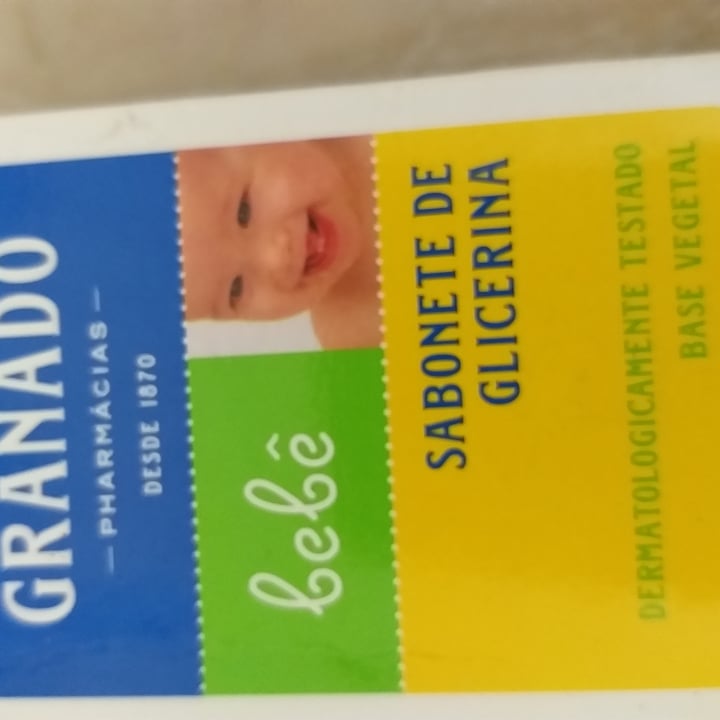 GRANADO
— PHARMÁCIAS —
DESDE 1870
bebê
SABONETE DE
GLICERINA
DERMATOLOGICAMENTE TESTADO
BASE VEGETAL